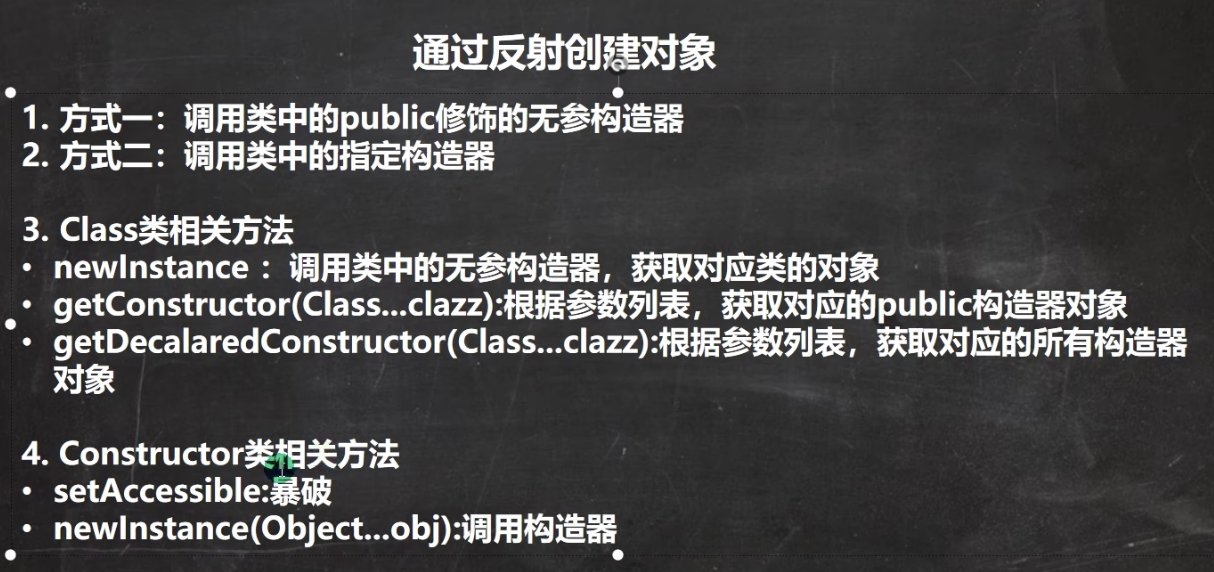 通过反射创建对象
1. 方式一：调用类中的public修饰的无参构造器
2. 方式二：调用类中的指定构造器
3. Class类相关方法
• newInstance ：调用类中的无参构造器，获取对应类的对象
• getConstructor(Class...clazz):根据参数列表，获取对应的public构造器对象
• getDecalaredConstructor(Class...clazz):根据参数列表，获取对应的所有构造器
对象
4. Constructor类相关方法
• setAccessible:暴破
• newInstance(Object...obj):调用构造器